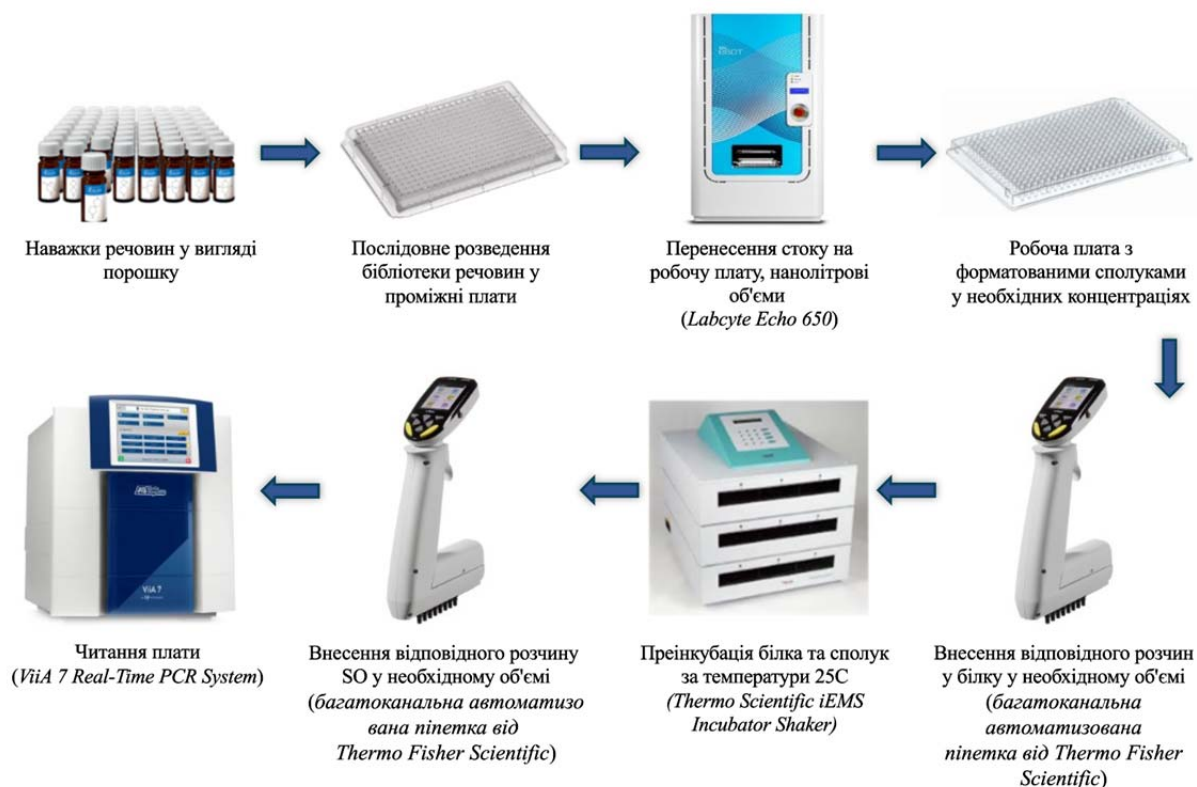 Наважки речовин у вигляді
порошку
Послідовне розведення
бібліотеки речовин у
проміжні плати
Перенесення стоку на
робочу плату, нанолітрові
об'єми
(Labcyte Echo 650)
Робоча плата з
форматованими сполуками
у необхідних концентраціях
ViiA 7
Читання плати
(ViiA 7 Real-Time PCR System)
Внесення відповідного розчину
SO у необхідному об'ємі
(багатоканальна автоматизо
вана піпетка від
Thermo Fisher Scientific)
Преінкубація білка та сполук
за температури 25С
(Thermo Scientific iEMS
Incubator Shaker)
Внесення відповідного розчин
у білку у необхідному об'ємі
(багатоканальна
автоматизована
піпетка від Thermo Fisher
Scientific)